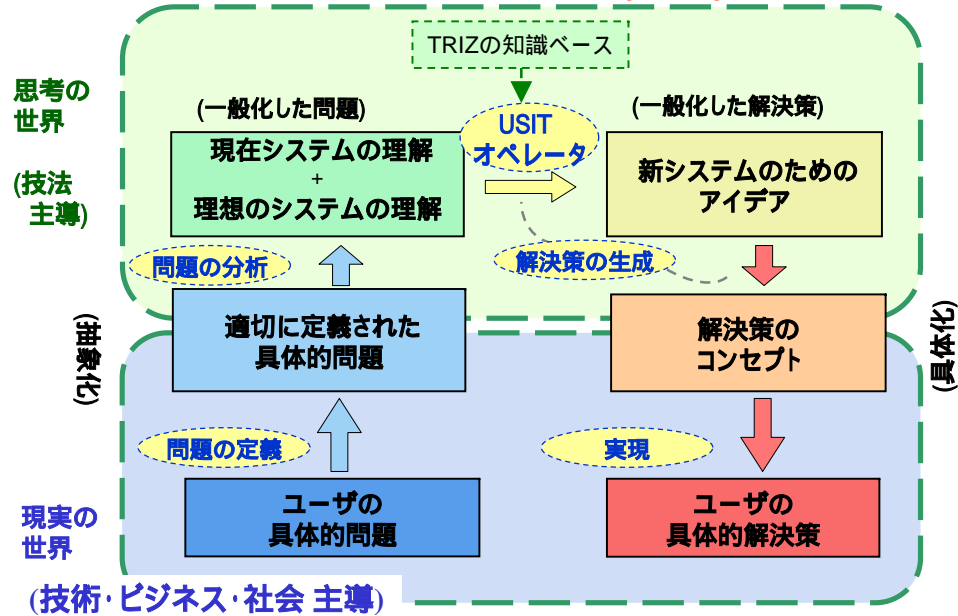 TRIZの知識ベース
思考の
世界
(技法
主導)
(一般化した問題)
現在システムの理解
+
理想のシステムの理解
USIT
オペレータ
(一般化した解決策)
新システムのための
アイデア
問題の分析
解決策の生成
(抽象化)
適切に定義された
具体的問題
解決策の
コンセプト
(具体化)
問題の定義
実現
現実の
世界
ユーザの
具体的問題
ユーザの
具体的解決策
(技術・ビジネス・社会 主導)